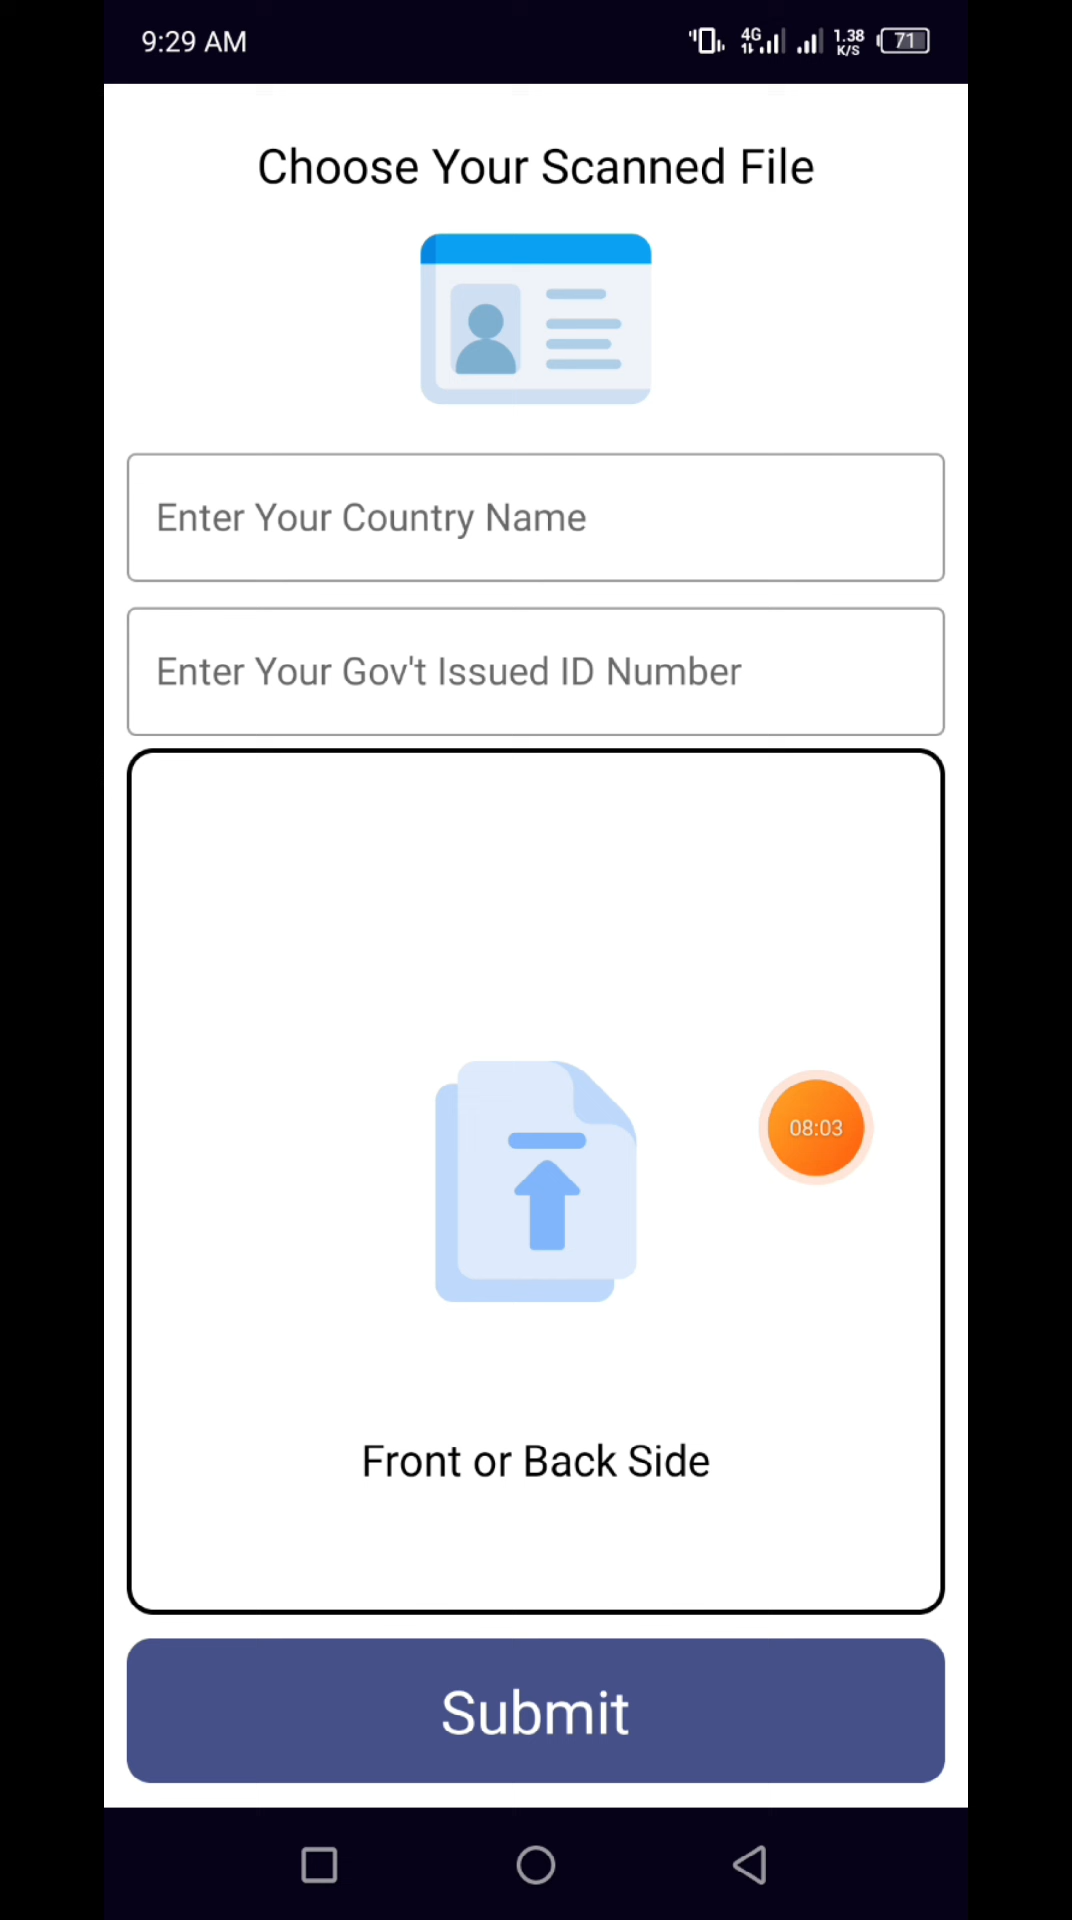 9:29 AM
4G
1.38
K/S
71
Choose Your Scanned File
Enter Your Country Name
Enter Your Gov't Issued ID Number
08:03
Front or Back Side
Submit